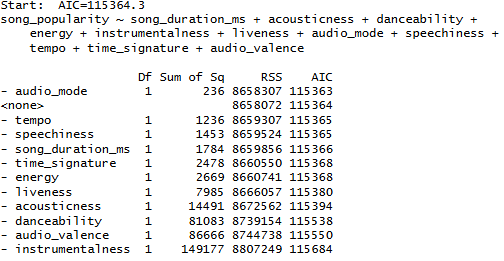 Start:  AIC=115364.3
song_popularity ~ song_duration_ms + acousticness + danceability +
    energy + instrumentalness + liveness + audio_mode + speechiness +
    tempo + time_signature + audio_valence

                   Df Sum of Sq     RSS    AIC
- audio_mode        1       236 8658307 115363
<none>                          8658072 115364
- tempo             1      1236 8659307 115365
- speechiness       1      1453 8659524 115365
- song_duration_ms  1      1784 8659856 115366
- time_signature    1      2478 8660550 115368
- energy            1      2669 8660741 115368
- liveness          1      7985 8666057 115380
- acousticness      1     14491 8672562 115394
- danceability      1     81083 8739154 115538
- audio_valence     1     86666 8744738 115550
- instrumentalness  1    149177 8807249 115684